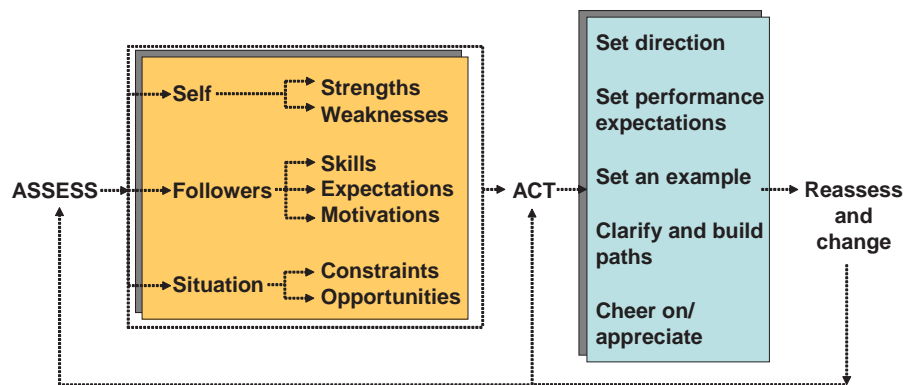 ASSESS
Self
Strengths
Weaknesses
Followers
Skills
Expectations
Motivations
Situation
Constraints
Opportunities
ACT
Set direction
Set performance
expectations
Set an example
Clarify and build
paths
Cheer on/
appreciate
Reassess
and
change